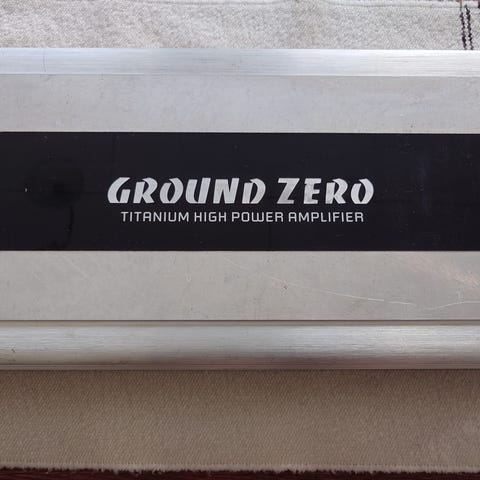 GROUND ZERO
TITANIUM HIGH POWER AMPLIFIER